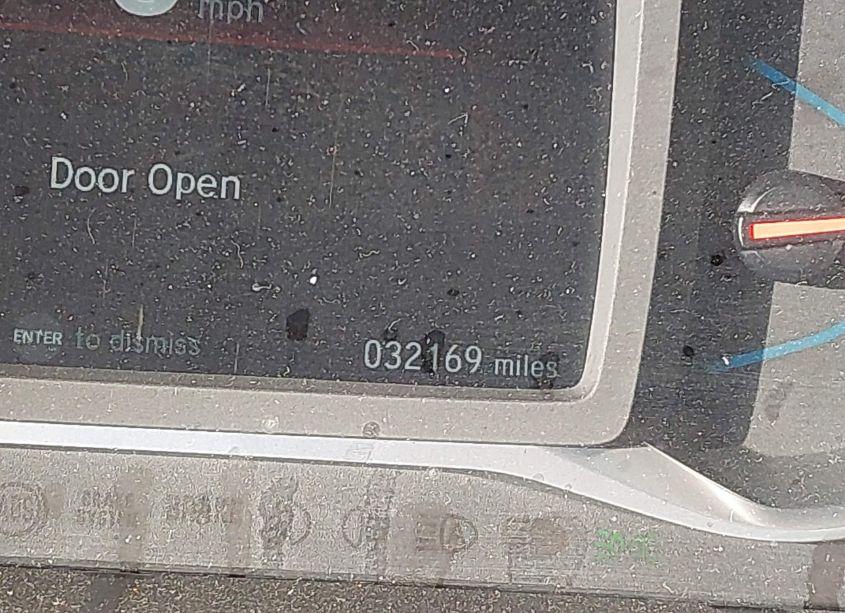 mph
Door Open
ENTER to dismiss
032169 miles